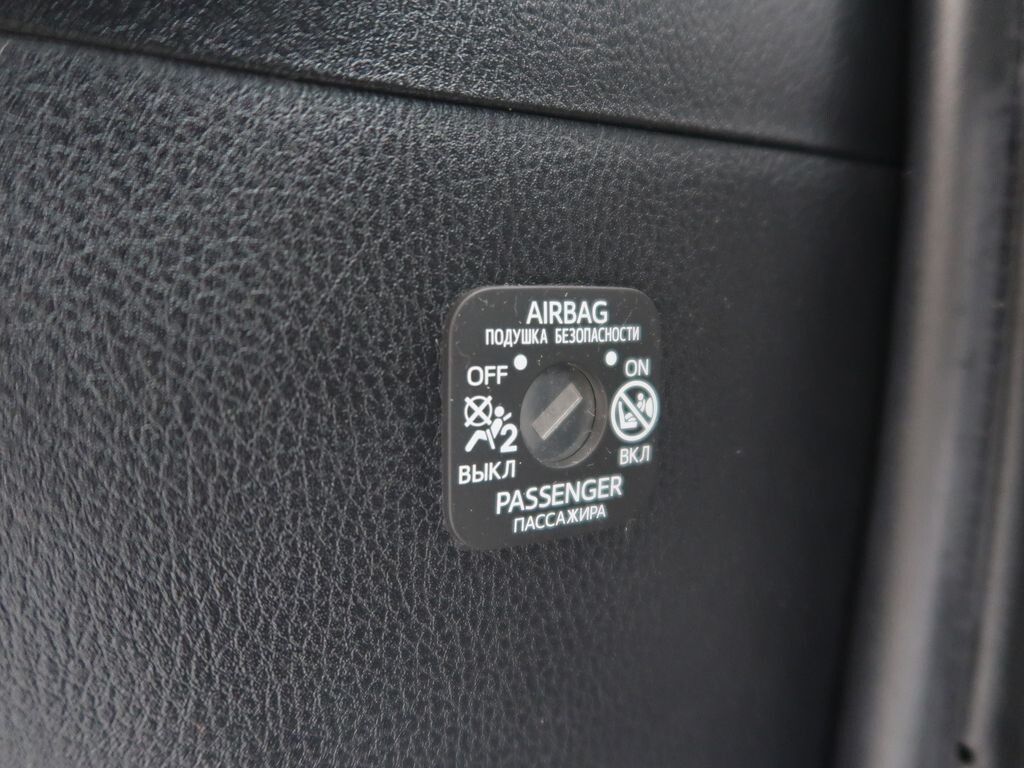 AIRBAG
ПОДУШКА БЕЗОПАСНОСТИ
OFF ON
2
ВЫКЛ ВКЛ
PASSENGER
ПАССАЖИРА